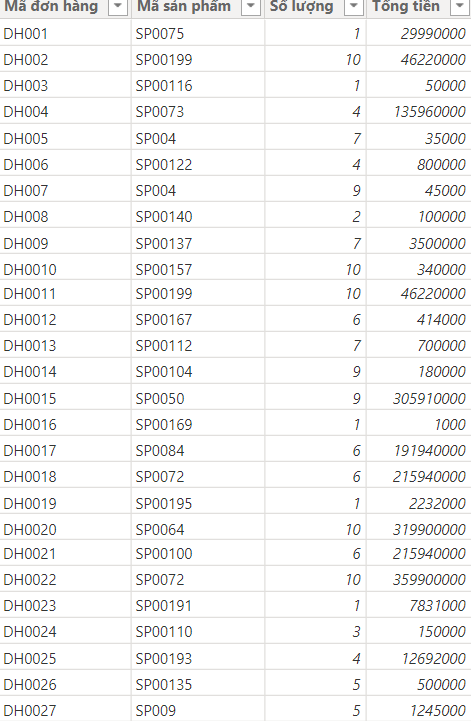 Mã đơn hàng Mã sản phẩm Số lượng Tổng tiền
DH001 SP0075 1 29990000
DH002 SP00199 10 46220000
DH003 SP00116 1 50000
DH004 SP0073 4 135960000
DH005 SP004 7 35000
DH006 SP00122 4 800000
DH007 SP004 9 45000
DH008 SP00140 2 100000
DH009 SP00137 7 3500000
DH0010 SP00157 10 340000
DH0011 SP00199 10 46220000
DH0012 SP00167 6 414000
DH0013 SP00112 7 700000
DH0014 SP00104 9 180000
DH0015 SP0050 9 305910000
DH0016 SP00169 1 1000
DH0017 SP0084 6 191940000
DH0018 SP0072 6 215940000
DH0019 SP00195 1 2232000
DH0020 SP0064 10 319900000
DH0021 SP00100 6 215940000
DH0022 SP0072 10 359900000
DH0023 SP00191 1 7831000
DH0024 SP00110 3 150000
DH0025 SP00193 4 12692000
DH0026 SP00135 5 500000
DH0027 SP009 5 1245000